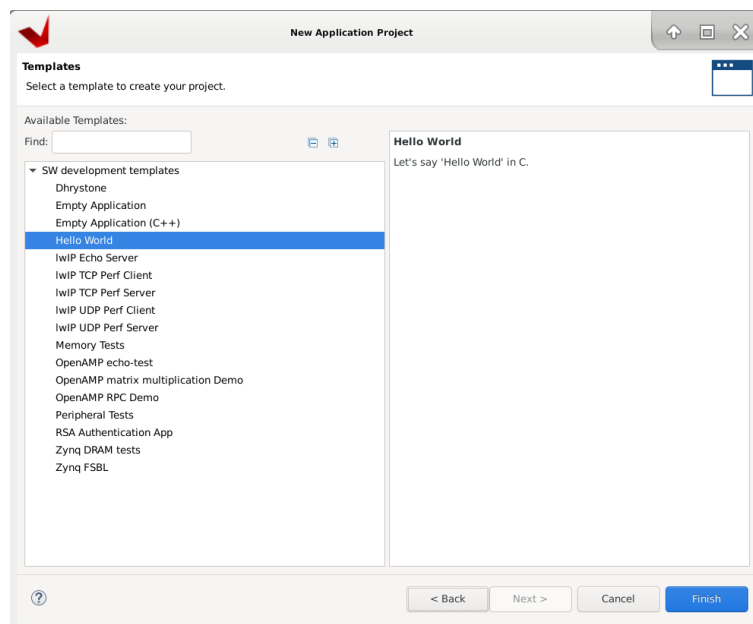 New Application Project
Templates
Select a template to create your project.
Available Templates:
Find:
SW development templates
Dhrystone
Empty Application
Empty Application (C++)
Hello World
lwIP Echo Server
lwIP TCP Perf Client
lwIP TCP Perf Server
lwIP UDP Perf Client
lwIP UDP Perf Server
Memory Tests
OpenAMP echo-test
OpenAMP matrix multiplication Demo
OpenAMP RPC Demo
Peripheral Tests
RSA Authentication App
Zynq DRAM tests
Zynq FSBL
Hello World
Let's say 'Hello World' in C.
?
< Back
Next >
Cancel
Finish